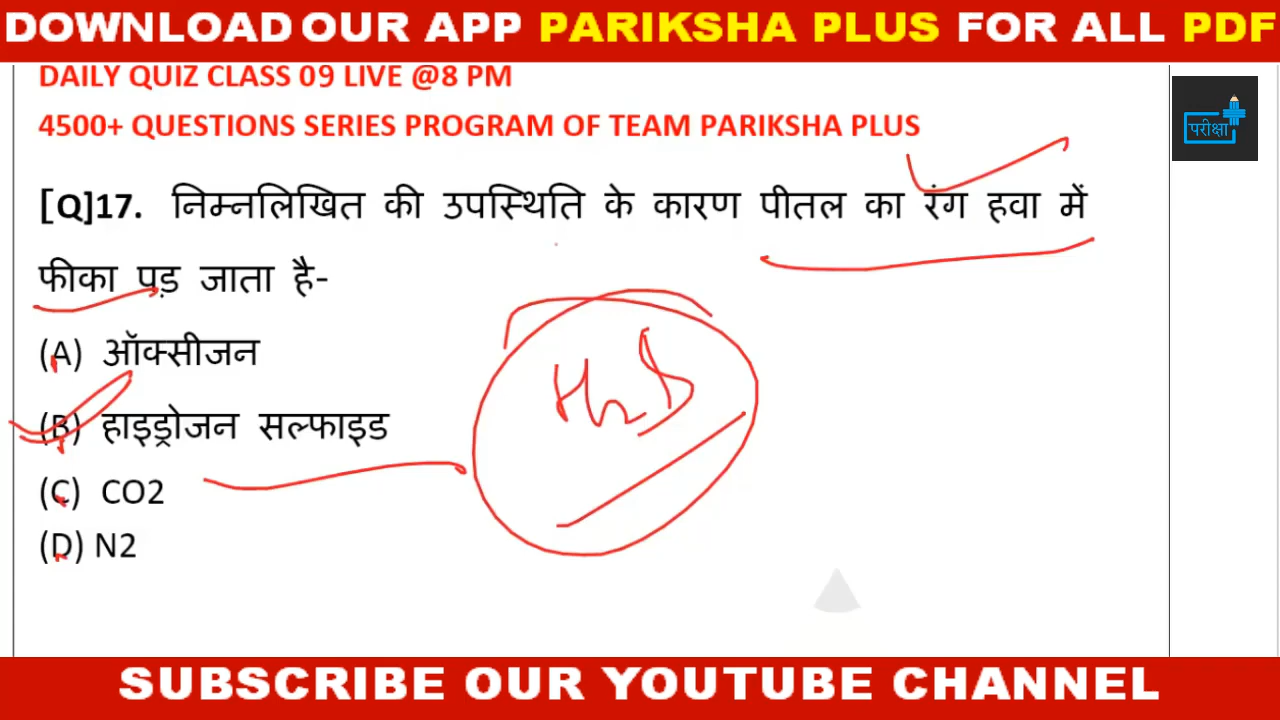 DOWNLOAD OUR APP PARIKSHA PLUS FOR ALL PDF
DAILY QUIZ CLASS 09 LIVE @8 PM
4500+ QUESTIONS SERIES PROGRAM OF TEAM PARIKSHA PLUS
परीक्षा
[Q]17. निम्नलिखित की उपस्थिति के कारण पीतल का रंग हवा में
फीका पड़ जाता है-
(A) ऑक्सीजन
(B) हाइड्रोजन सल्फाइड
H2S
(C) CO2
(D) N2
SUBSCRIBE OUR YOUTUBE CHANNEL